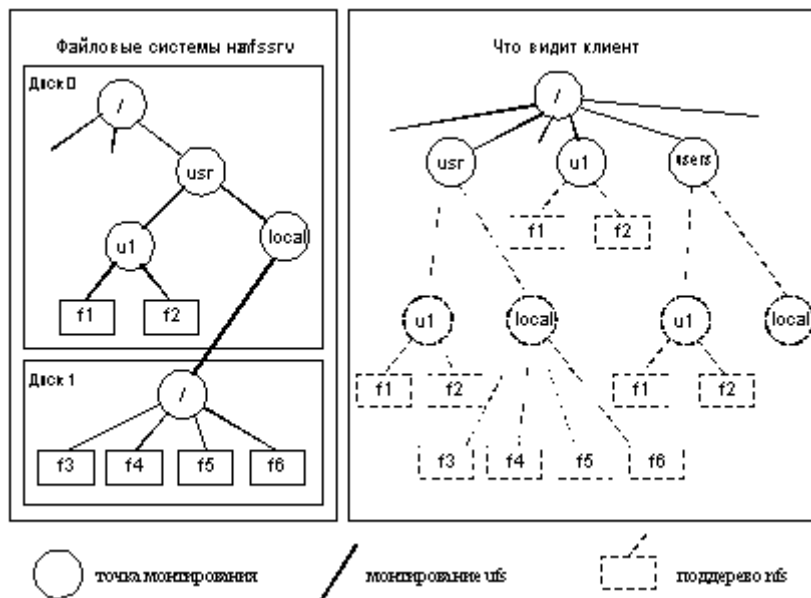 Файловые системы на nfssrv
Что видит клиент
Диск 0
/
usr
u1
local
f1
f2
Диск 1
/
f3
f4
f5
f6
/
usr
u1
users
f1
f2
u1
local
u1
local
f1
f2
f1
f2
f3
f4
f5
f6
точка монтирования
монтирование ufs
поддерево nfs